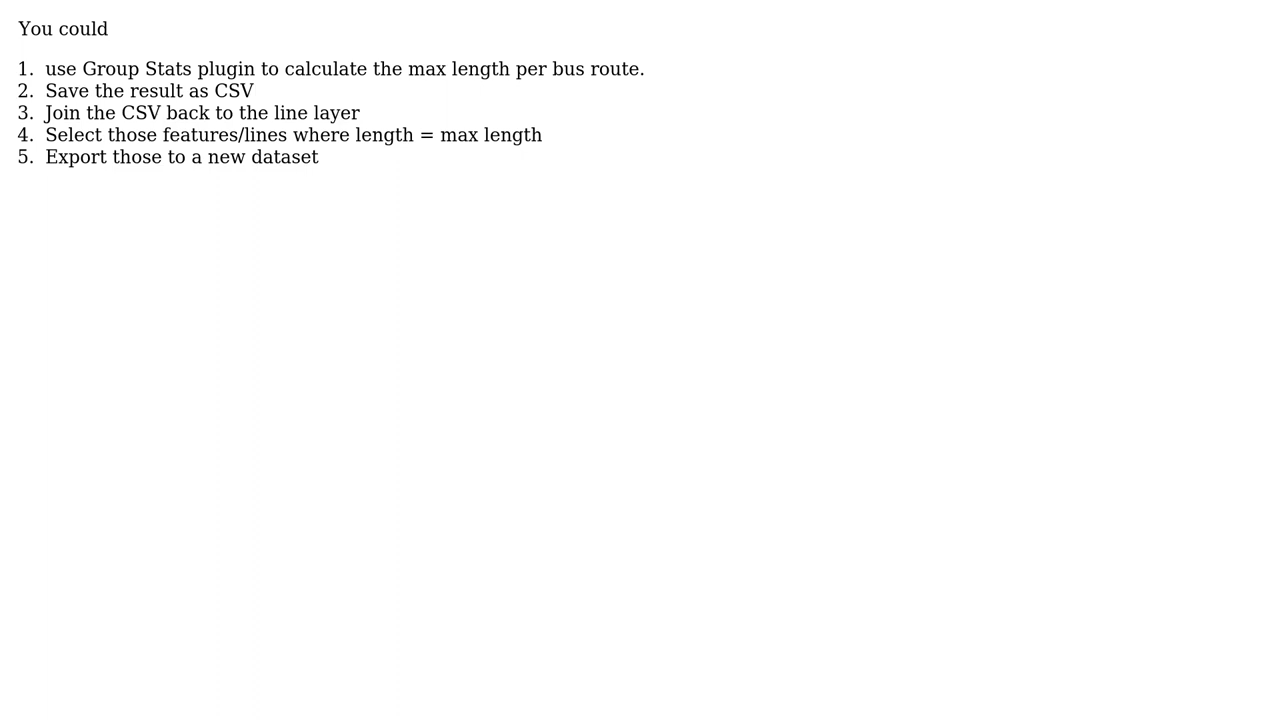 You could
1. use Group Stats plugin to calculate the max length per bus route.
2. Save the result as CSV
3. Join the CSV back to the line layer
4. Select those features/lines where length = max length
5. Export those to a new dataset